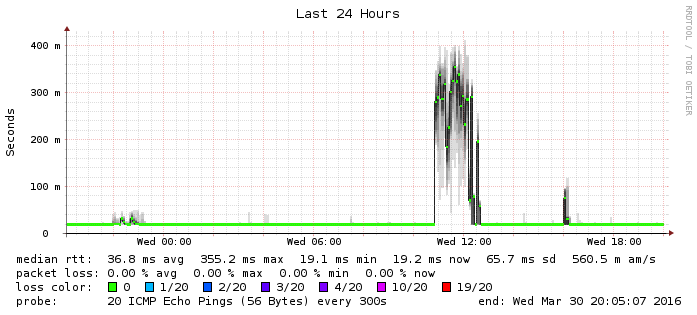 Last 24 Hours
RRDTOOL / TOBI OETIKER
Seconds
400 m
300 m
200 m
100 m
0
Wed 00:00 Wed 06:00 Wed 12:00 Wed 18:00
median rtt: 36.8 ms avg 355.2 ms max 19.1 ms min 19.2 ms now 65.7 ms sd 560.5 m am/s
packet loss: 0.00 % avg 0.00 % max 0.00 % min 0.00 % now
loss color: 0 1/20 2/20 3/20 4/20 10/20 19/20
probe: 20 ICMP Echo Pings (56 Bytes) every 300s end: Wed Mar 30 20:05:07 2016